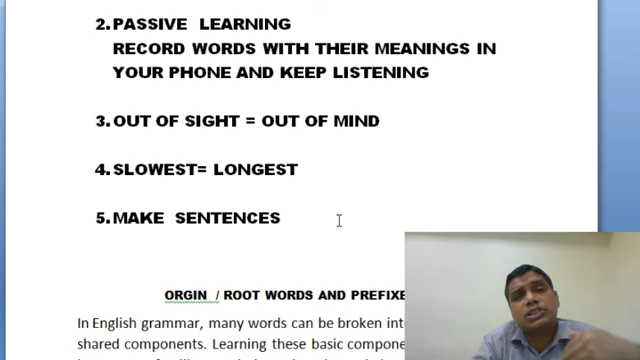 2. PASSIVE LEARNING
RECORD WORDS WITH THEIR MEANINGS IN
YOUR PHONE AND KEEP LISTENING
3. OUT OF SIGHT = OUT OF MIND
4. SLOWEST= LONGEST
5. MAKE SENTENCES
ORGIN / ROOT WORDS AND PREFIXE
In English grammar, many words can be broken int
shared components. Learning these basic compone